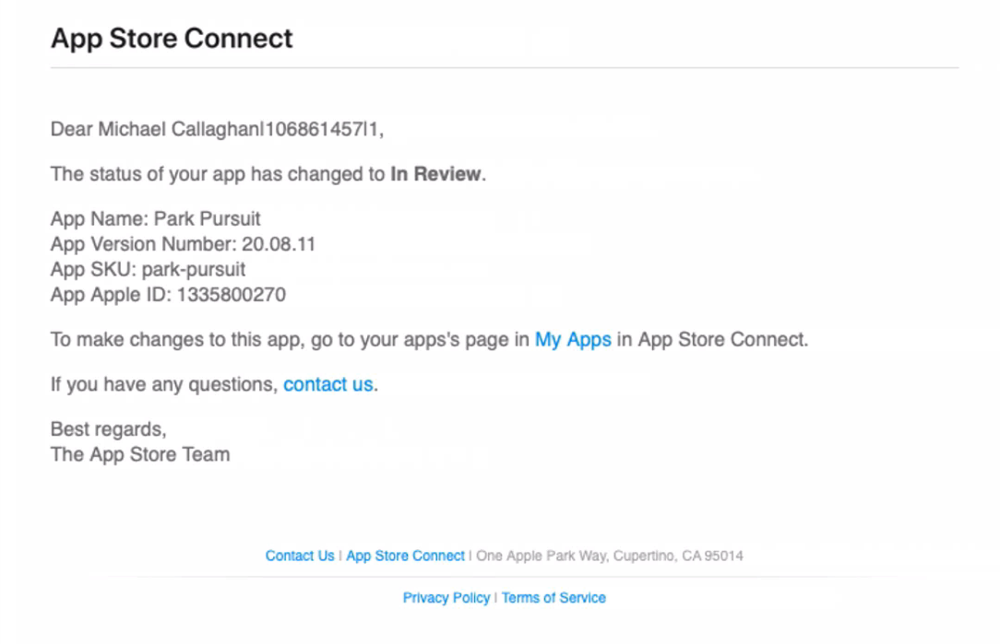 App Store Connect
Dear Michael Callaghan|106861457|1,
The status of your app has changed to In Review.
App Name: Park Pursuit
App Version Number: 20.08.11
App SKU: park-pursuit
App Apple ID: 1335800270
To make changes to this app, go to your apps's page in My Apps in App Store Connect.
If you have any questions, contact us.
Best regards,
The App Store Team
Contact Us | App Store Connect | One Apple Park Way, Cupertino, CA 95014
Privacy Policy | Terms of Service